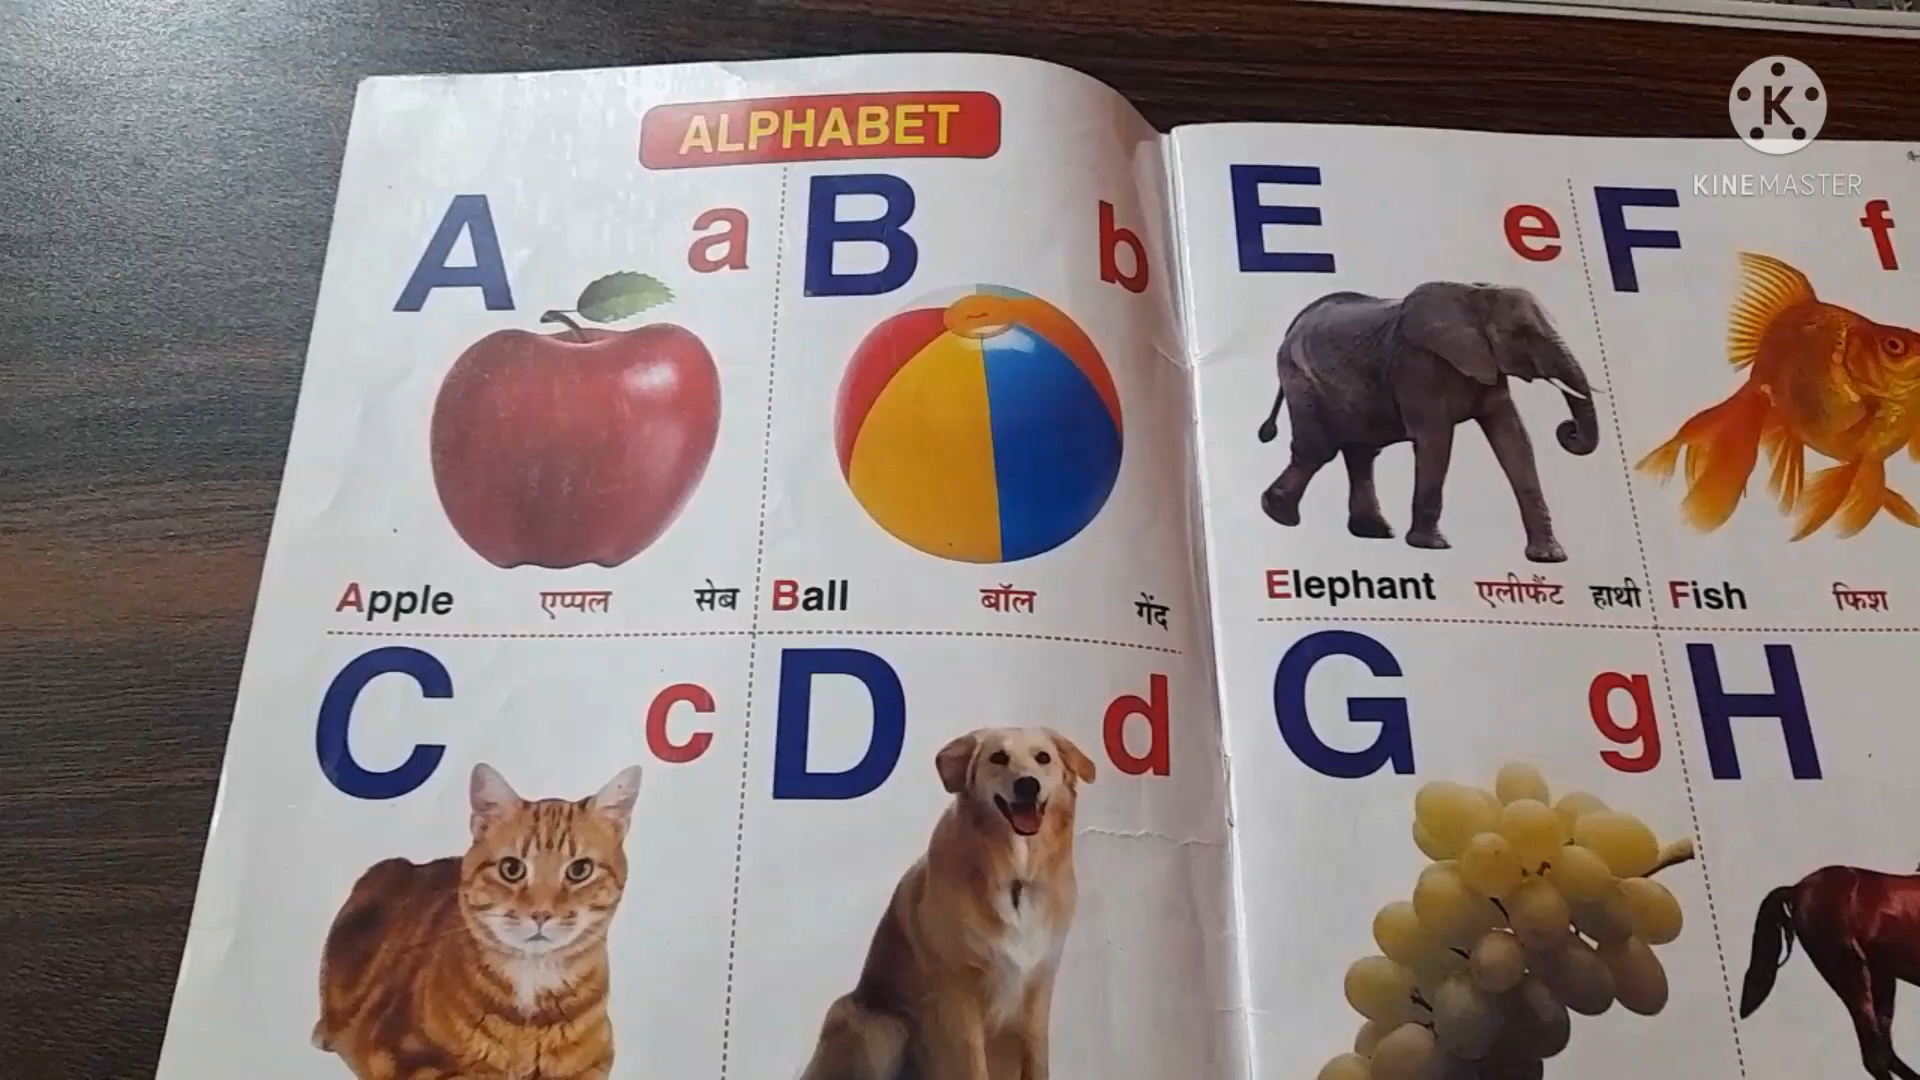 ALPHABET
A a B b
Apple एप्पल सेब Ball बॉल गेंद
C c D d
E e F f
Elephant एलीफैंट हाथी Fish फिश
G g H
K
KINEMASTER